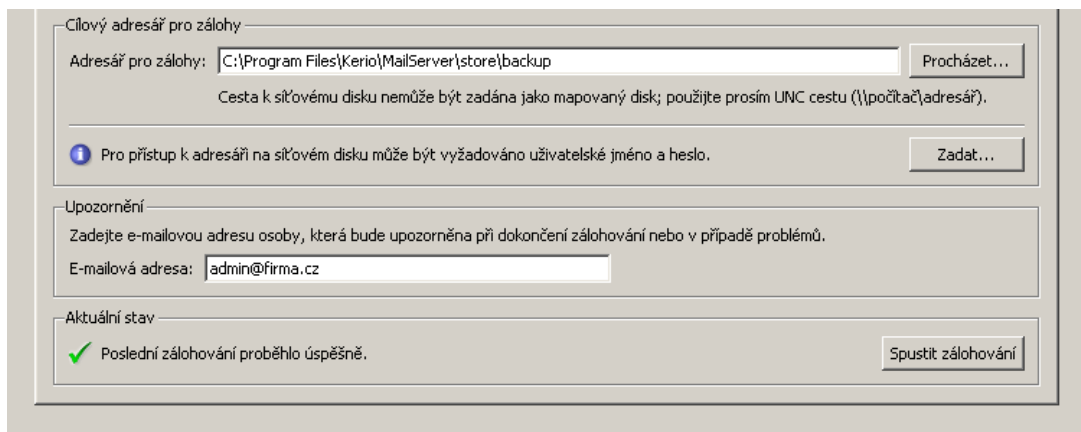 Cílový adresář pro zálohy
Adresář pro zálohy: C:\Program Files\Kerio\MailServer\store\backup Procházet...
Cesta k síťovému disku nemůže být zadána jako mapovaný disk; použijte prosím UNC cestu (\\počítač\adresář).
Pro přístup k adresáři na síťovém disku může být vyžadováno uživatelské jméno a heslo. Zadat...
Upozornění
Zadejte e-mailovou adresu osoby, která bude upozorněna při dokončení zálohování nebo v případě problémů.
E-mailová adresa: admin@firma.cz
Aktuální stav
Poslední zálohování proběhlo úspěšně. Spustit zálohování